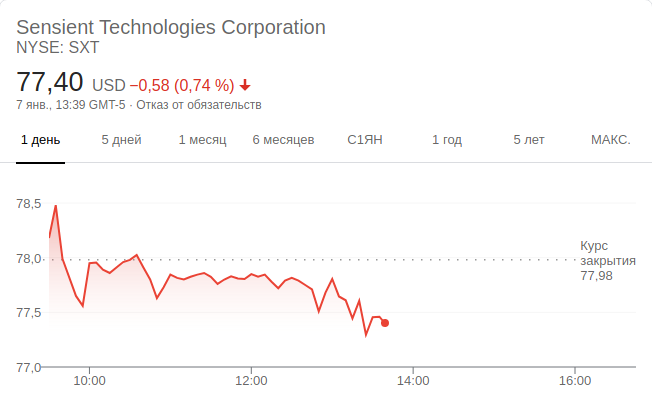 Sensient Technologies Corporation
NYSE: SXT
77,40 USD −0,58 (0,74 %)
7 янв., 13:39 GMT-5 · Отказ от обязательств
1 день 5 дней 1 месяц 6 месяцев С1ЯН 1 год 5 лет МАКС.
78,5
78,0
77,5
77,0
Курс
закрытия
77,98
10:00 12:00 14:00 16:00